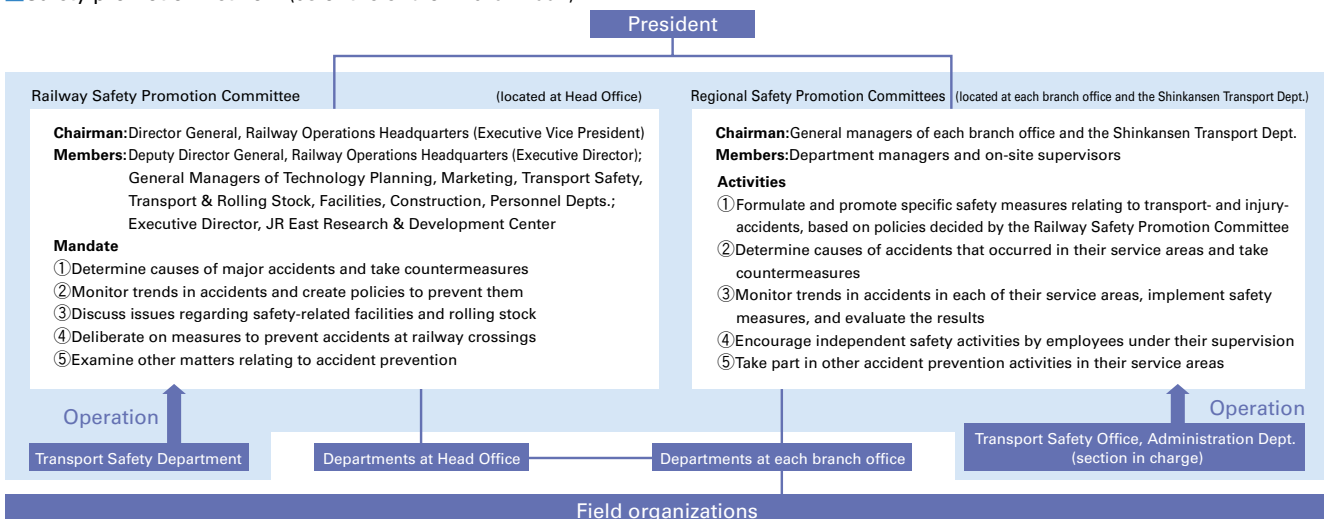 President
Railway Safety Promotion Committee (located at Head Office)
Chairman:Director General, Railway Operations Headquarters (Executive Vice President)
Members:Deputy Director General, Railway Operations Headquarters (Executive Director);
General Managers of Technology Planning, Marketing, Transport Safety,
Transport & Rolling Stock, Facilities, Construction, Personnel Depts.;
Executive Director, JR East Research & Development Center
Mandate
①Determine causes of major accidents and take countermeasures
②Monitor trends in accidents and create policies to prevent them
③Discuss issues regarding safety-related facilities and rolling stock
④Deliberate on measures to prevent accidents at railway crossings
⑤Examine other matters relating to accident prevention
Operation
Transport Safety Department
Regional Safety Promotion Committees (located at each branch office and the Shinkansen Transport Dept.)
Chairman:General managers of each branch office and the Shinkansen Transport Dept.
Members:Department managers and on-site supervisors
Activities
①Formulate and promote specific safety measures relating to transport- and injury-
accidents, based on policies decided by the Railway Safety Promotion Committee
②Determine causes of accidents that occurred in their service areas and take
countermeasures
③Monitor trends in accidents in each of their service areas, implement safety
measures, and evaluate the results
④Encourage independent safety activities by employees under their supervision
⑤Take part in other accident prevention activities in their service areas
Operation
Transport Safety Office, Administration Dept.
(section in charge)
Departments at Head Office
Departments at each branch office
Field organizations